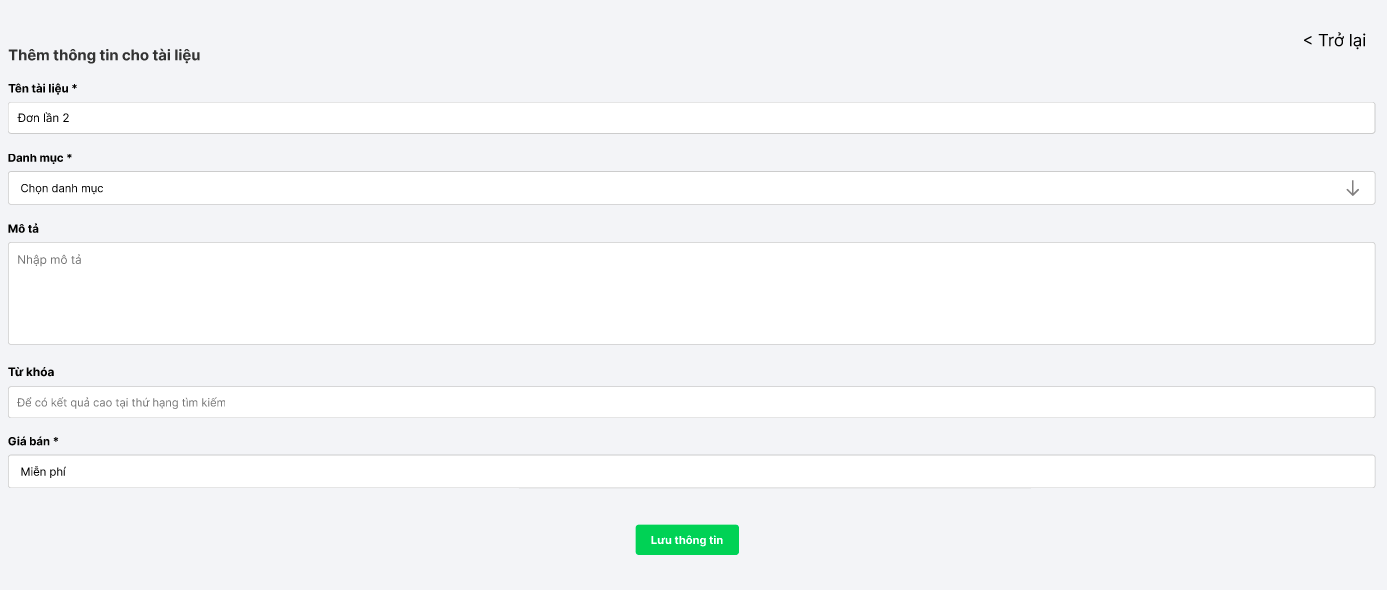 < Trở lại
Thêm thông tin cho tài liệu
Tên tài liệu *
Đơn lần 2
Danh mục *
Chọn danh mục
Mô tả
Nhập mô tả
Từ khóa
Để có kết quả cao tại thứ hạng tìm kiếm
Giá bán *
Miễn phí
Lưu thông tin